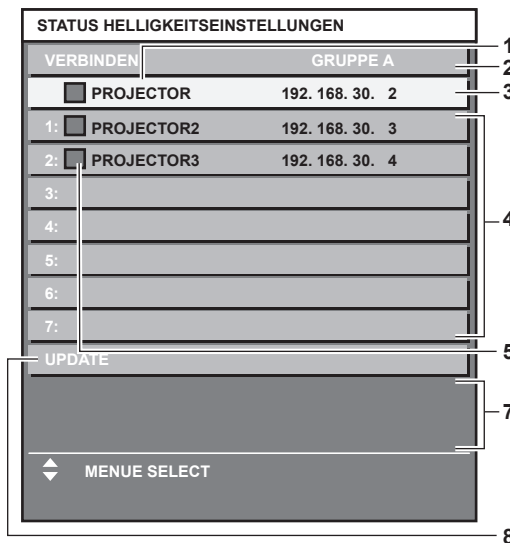 STATUS HELLIGKEITSEINSTELLUNGEN
1
VERBINDEN GRUPPE A
2
PROJECTOR 192. 168. 30. 2
3
1: PROJECTOR2 192. 168. 30. 3
2: PROJECTOR3 192. 168. 30. 4
3:
4:
4
5:
6:
7:
UPDATE
5
7
MENUE SELECT
8